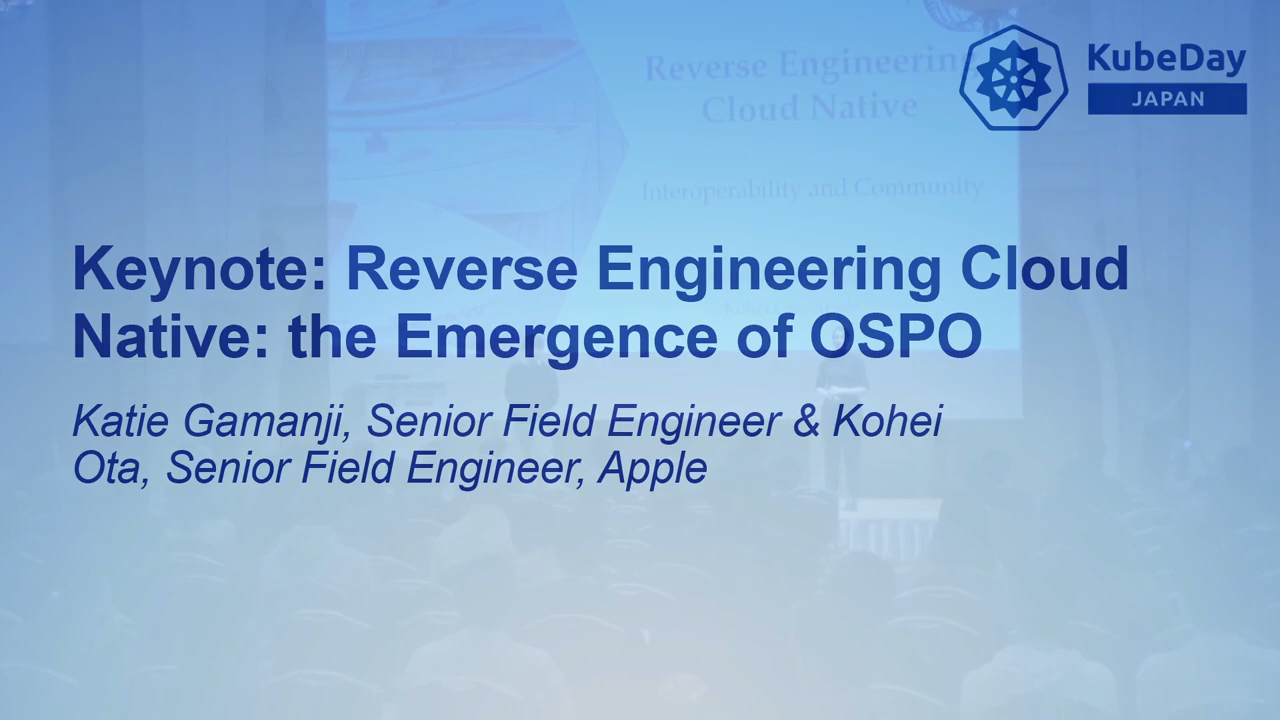 KubeDay
JAPAN
Reverse Engineering
Cloud Native
Interoperability and Community
Keynote: Reverse Engineering Cloud
Native: the Emergence of OSPO
Katie Gamanji, Senior Field Engineer & Kohei
Ota, Senior Field Engineer, Apple